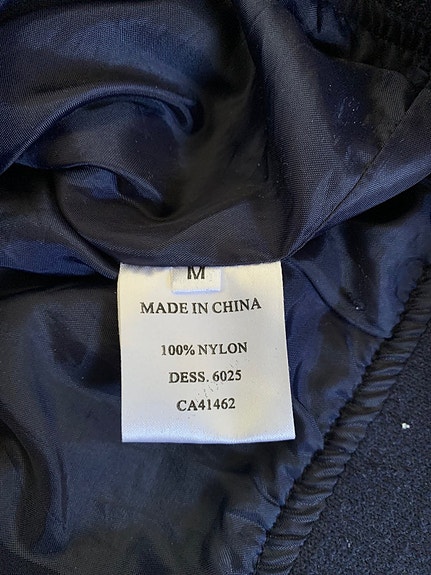 M
MADE IN CHINA
100% NYLON
DESS. 6025
CA41462